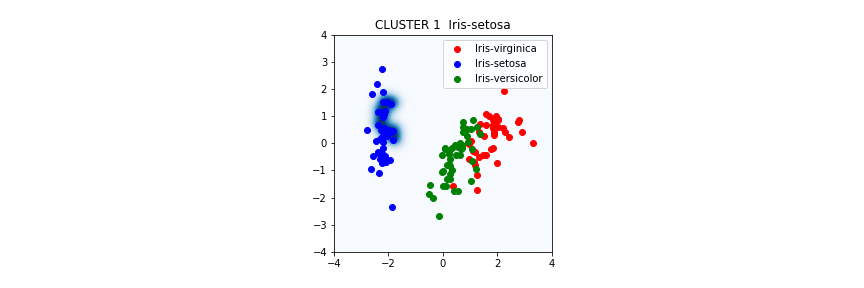 CLUSTER 1 Iris-setosa
Iris-virginica
Iris-setosa
Iris-versicolor
4
3
2
1
0
−1
−2
−3
−4
−4 −2 0 2 4